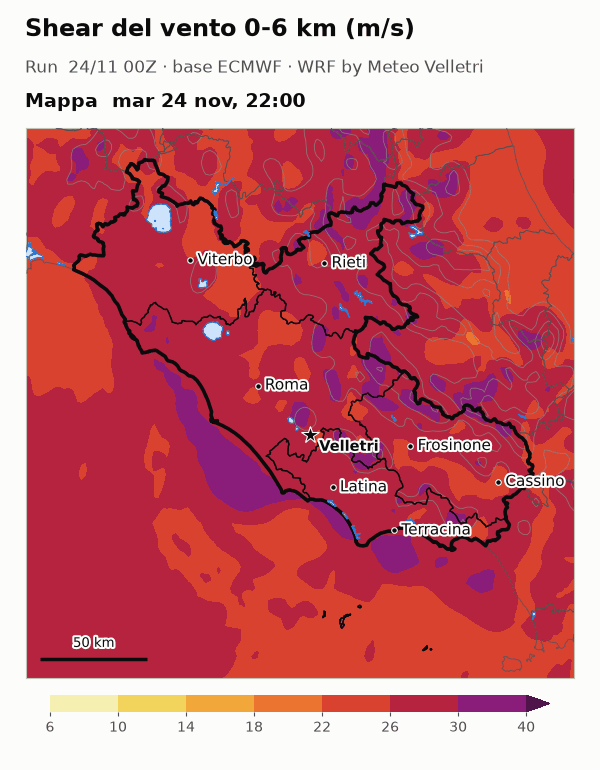 Shear del vento 0-6 km (m/s)
Run  24/11 00Z · base ECMWF · WRF by Meteo Velletri
Mappa  mar 24 nov, 22:00
Viterbo
Rieti
Roma
Velletri
Frosinone
Cassino
Latina
Terracina
50 km
6 10 14 18 22 26 30 40